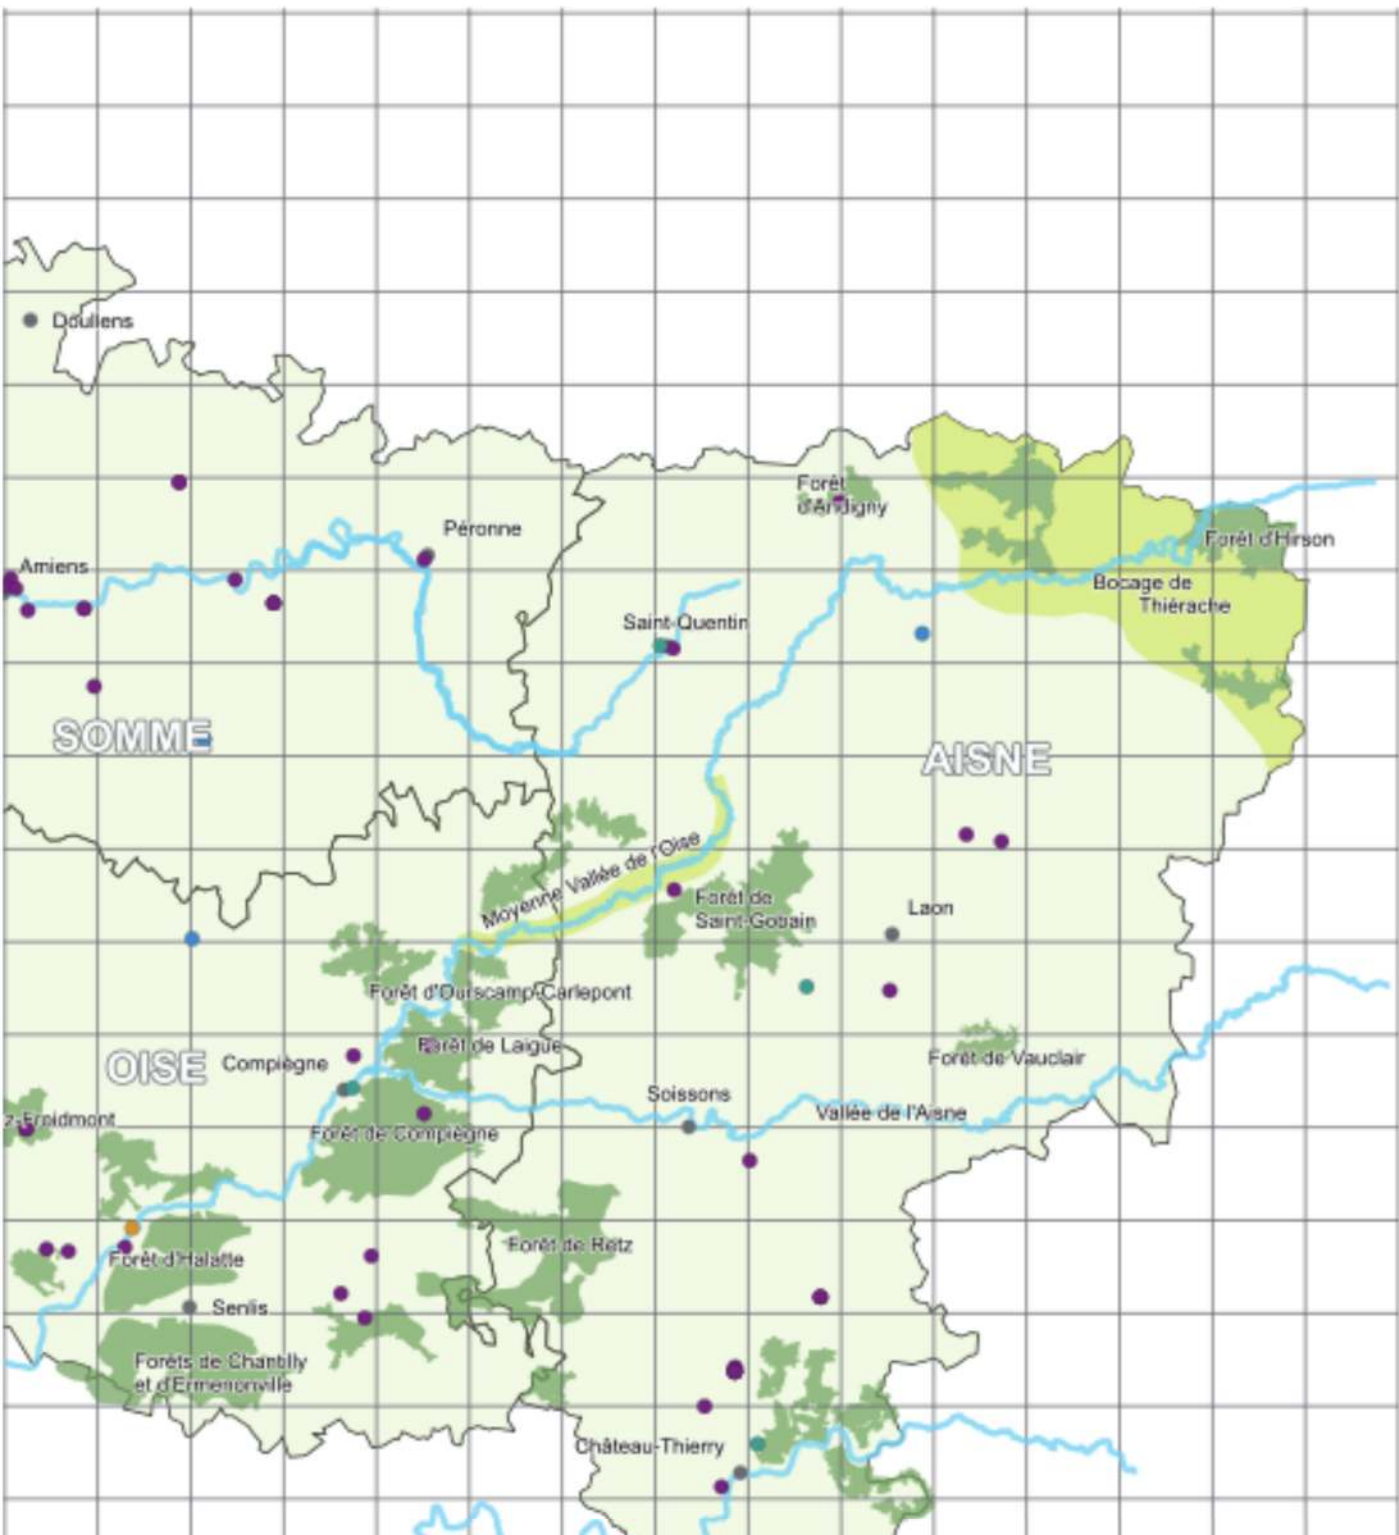 Doullens
Forêt
d'Andigny
Péronne
Forêt d'Hirson
Amiens
Bocage de
Thiérache
Saint-Quentin
SOMME
AISNE
Moyenne Vallée de l'Oise
Forêt de
Saint-Gobain
Laon
Forêt d'Ourscamp-Carlepont
Forêt de Laigue
Forêt de Vauclair
OISE
Compiègne
Soissons
Vallée de l'Aisne
z-Froidmont
Forêt de Compiègne
Forêt de Retz
Forêt d'Halatte
Senlis
Forêts de Chantilly
et d'Ermenonville
Château-Thierry